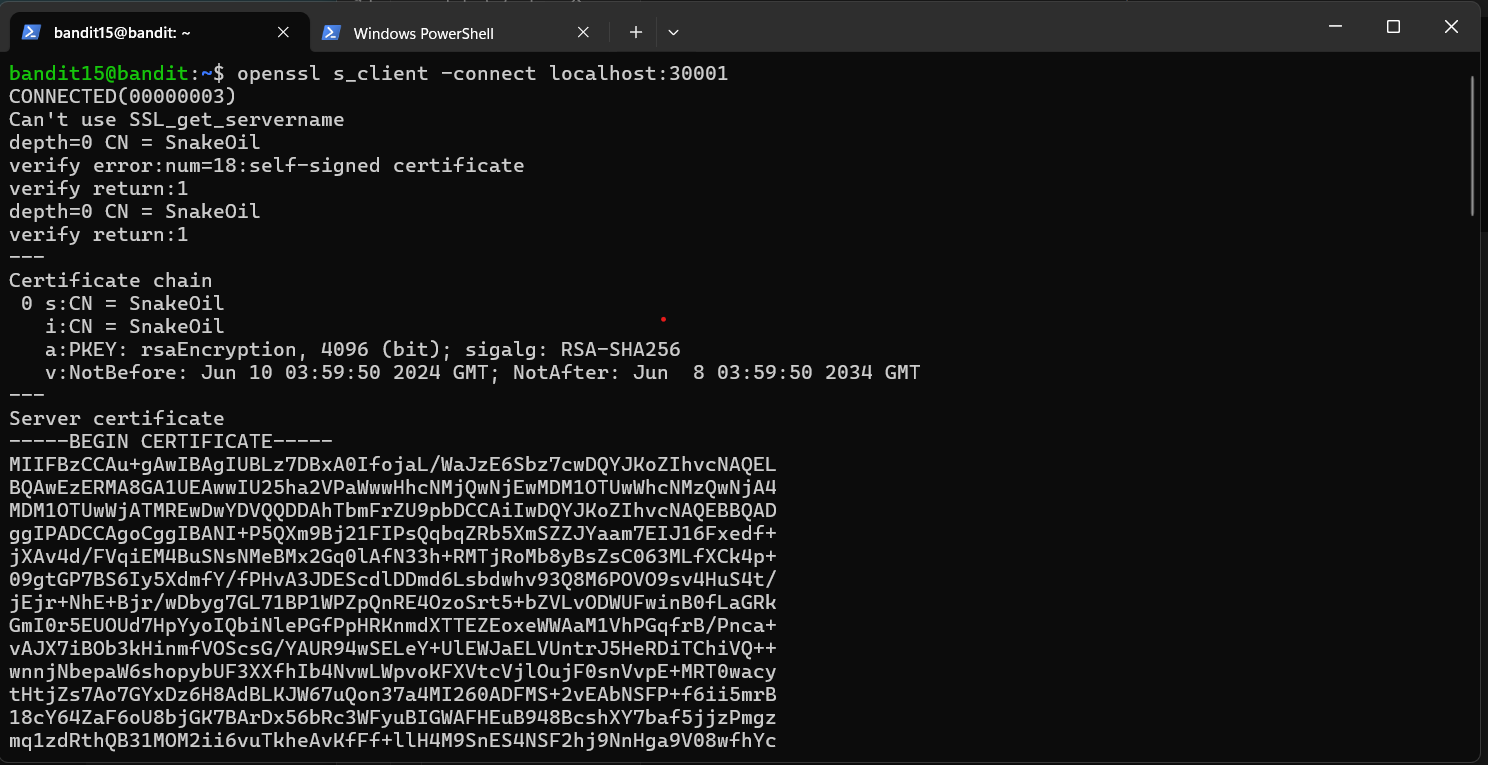 bandit15@bandit: ~
Windows PowerShell
bandit15@bandit:~$ openssl s_client -connect localhost:30001
CONNECTED(00000003)
Can't use SSL_get_servername
depth=0 CN = SnakeOil
verify error:num=18:self-signed certificate
verify return:1
depth=0 CN = SnakeOil
verify return:1
---
Certificate chain
 0 s:CN = SnakeOil
   i:CN = SnakeOil
   a:PKEY: rsaEncryption, 4096 (bit); sigalg: RSA-SHA256
   v:NotBefore: Jun 10 03:59:50 2024 GMT; NotAfter: Jun  8 03:59:50 2034 GMT
---
Server certificate
-----BEGIN CERTIFICATE-----
MIIFBzCCAu+gAwIBAgIUBLz7DBxA0IfojaL/WaJzE6Sbz7cwDQYJKoZIhvcNAQEL
BQAwEzERMA8GA1UEAwwIU25ha2VPaWwwHhcNMjQwNjEwMDM1OTUwWhcNMzQwNjA4
MDM1OTUwWjATMREwDwYDVQQDDAhTbmFrZU9pbDCCAiIwDQYJKoZIhvcNAQEBBQAD
ggIPADCCAgoCggIBANI+P5QXm9Bj21FIPsQqbqZRb5XmSZZJYaam7EIJ16Fxedf+
jXAv4d/FVqiEM4BuSNsNMeBMx2Gq0lAfN33h+RMTjRoMb8yBsZsC063MLfXCk4p+
09gtGP7BS6Iy5XdmfY/fPHvA3JDEScdlDDmd6Lsbdwhv93Q8M6POVO9sv4HuS4t/
jEjr+NhE+Bjr/wDbyg7GL71BP1WPZpQnRE4OzoSrt5+bZVLvODWUFwinB0fLaGRk
GmI0r5EUOUd7HpYyoIQbiNlePGfPpHRKnmdXTTEZEoxeWWAaM1VhPGqfrB/Pnca+
vAJX7iBOb3kHinmfVOScsG/YAUR94wSELeY+UlEWJaELVUntrJ5HeRDiTChiVQ++
wnnjNbepaW6shopybUF3XXfhIb4NvwLWpvoKFXVtcVjlOujF0snVvpE+MRT0wacy
tHtjZs7Ao7GYxDz6H8AdBLKJW67uQon37a4MI260ADFMS+2vEAbNSFP+f6ii5mrB
18cY64ZaF6oU8bjGK7BArDx56bRc3WFyuBIGWAFHEuB948BcshXY7baf5jjzPmgz
mq1zdRthQB31MOM2ii6vuTkheAvKfFf+llH4M9SnES4NSF2hj9NnHga9V08wfhYc